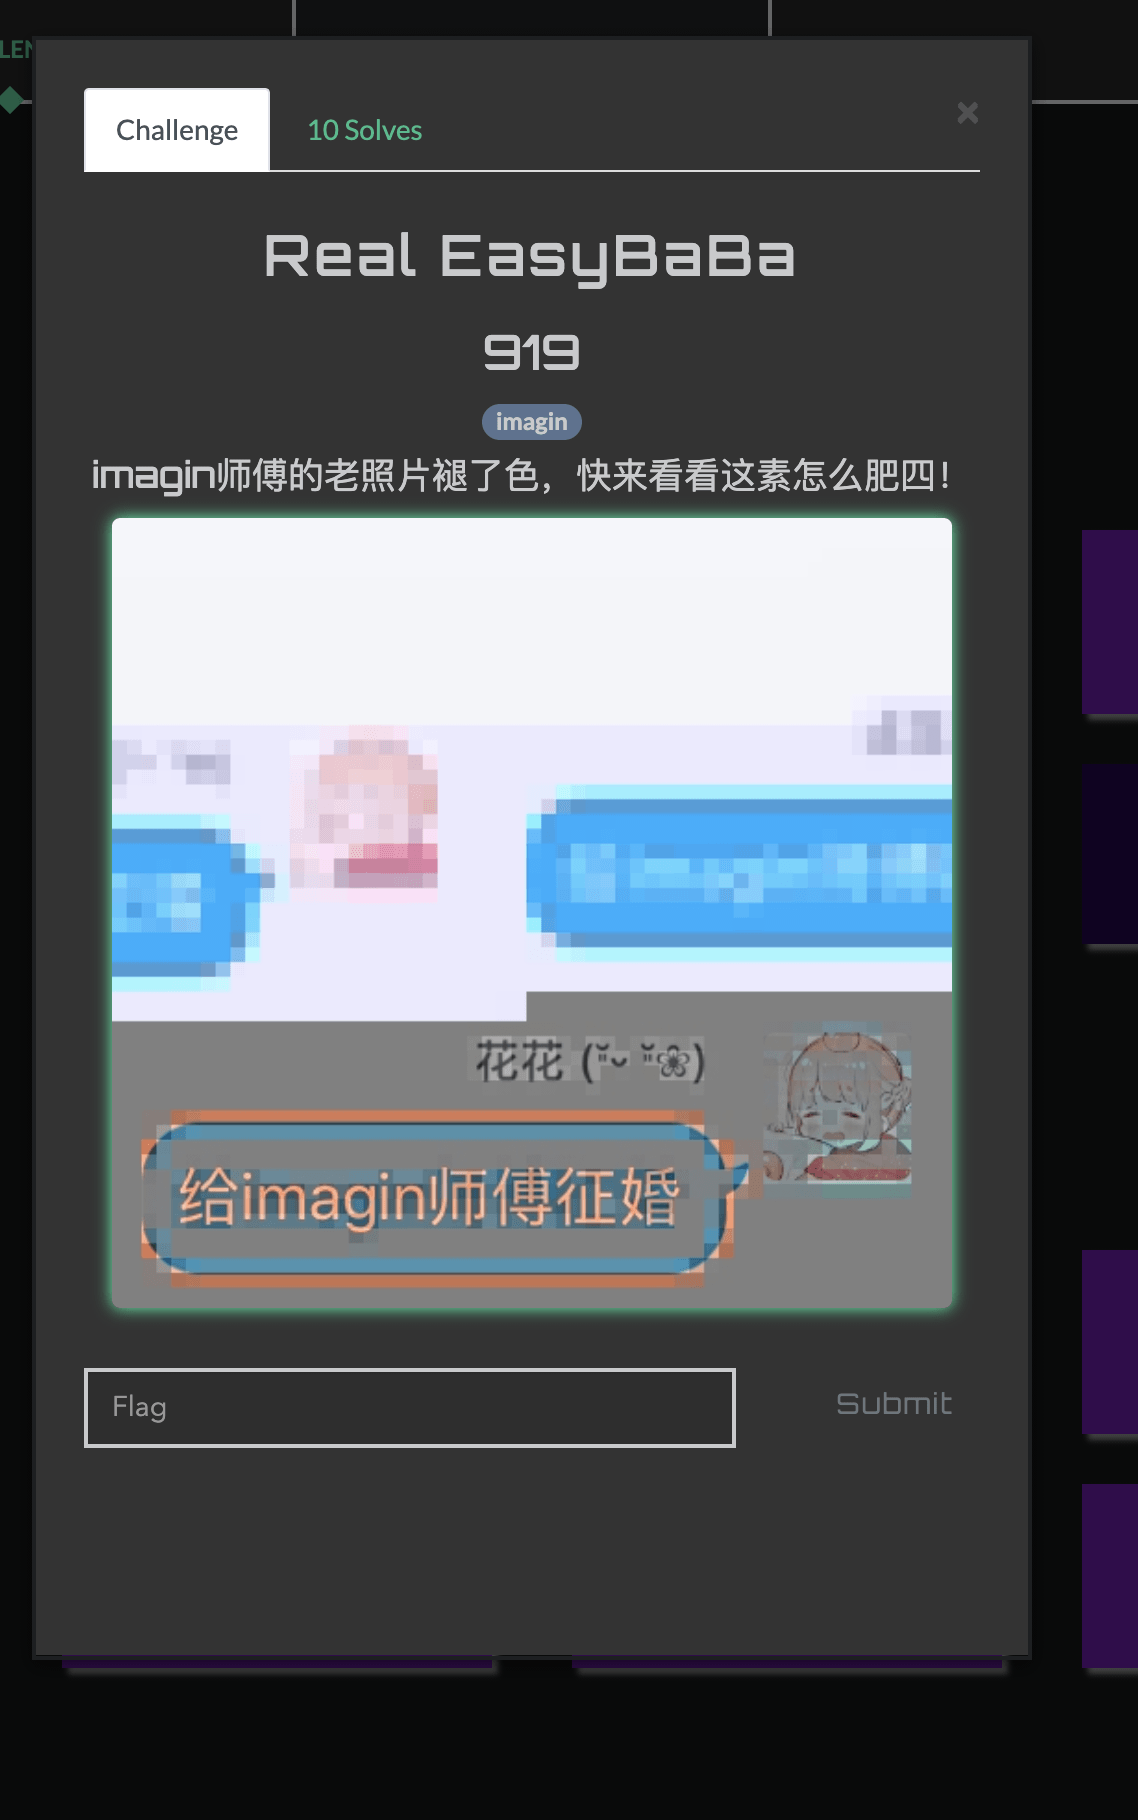 LEN
Challenge
10 Solves
×
Real EasyBaBa
919
imagin
imagin师傅的老照片褪了色，快来看看这素怎么肥四！
花花 (˘̈ᴗ ˘̈❀)
给imagin师傅征婚
Flag
Submit